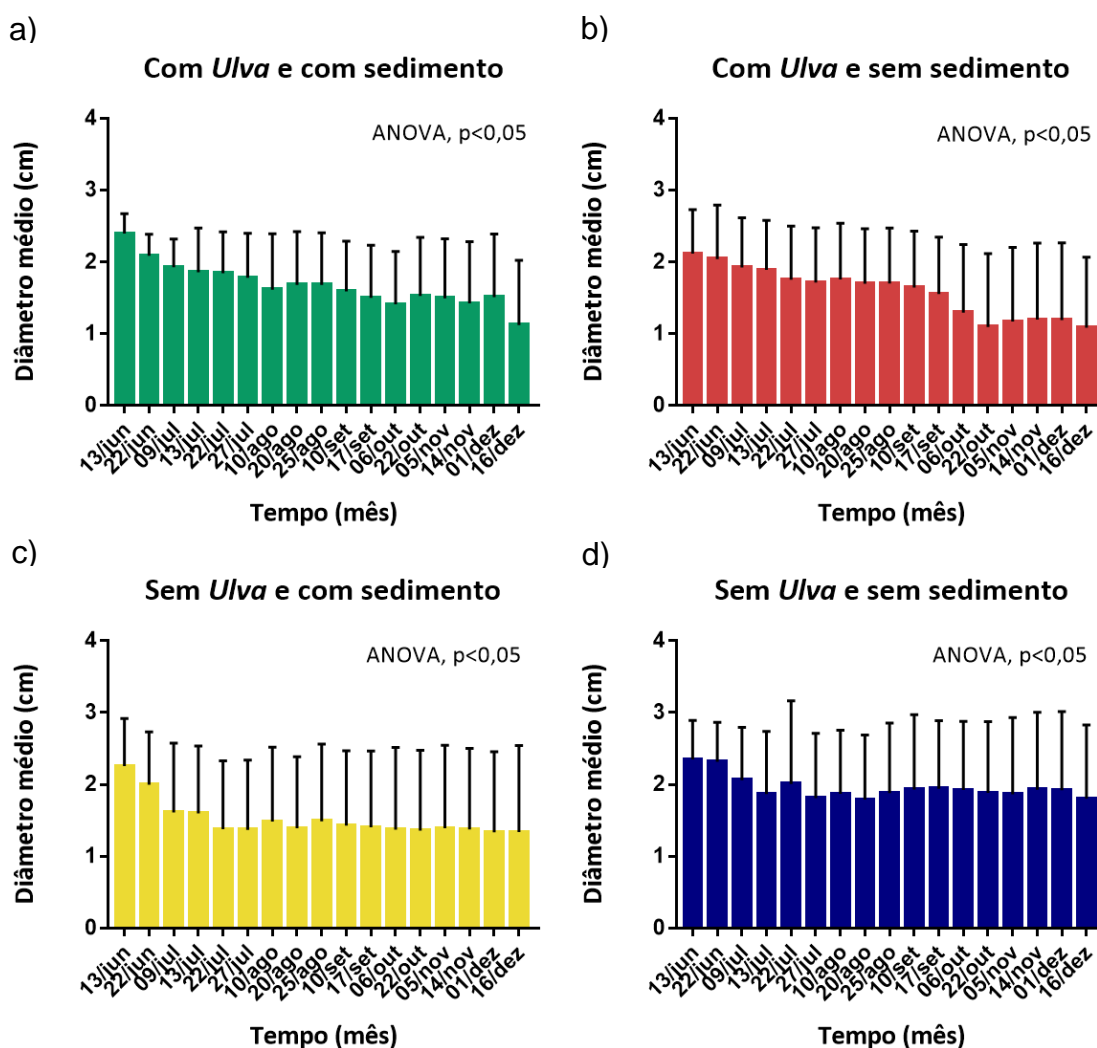 a)
Com Ulva e com sedimento
ANOVA, p<0,05
Diâmetro médio (cm)
4
3
2
1
0
13/jun
22/jun
09/jul
13/jul
22/jul
27/jul
10/ago
20/ago
25/ago
10/set
17/set
06/out
22/out
05/nov
14/nov
01/dez
16/dez
Tempo (mês)
b)
Com Ulva e sem sedimento
ANOVA, p<0,05
Diâmetro médio (cm)
4
3
2
1
0
13/jun
22/jun
09/jul
13/jul
22/jul
27/jul
10/ago
20/ago
25/ago
10/set
17/set
06/out
22/out
05/nov
14/nov
01/dez
16/dez
Tempo (mês)
c)
Sem Ulva e com sedimento
ANOVA, p<0,05
Diâmetro médio (cm)
4
3
2
1
0
13/jun
22/jun
09/jul
13/jul
22/jul
27/jul
10/ago
20/ago
25/ago
10/set
17/set
06/out
22/out
05/nov
14/nov
01/dez
16/dez
Tempo (mês)
d)
Sem Ulva e sem sedimento
ANOVA, p<0,05
Diâmetro médio (cm)
4
3
2
1
0
13/jun
22/jun
09/jul
13/jul
22/jul
27/jul
10/ago
20/ago
25/ago
10/set
17/set
06/out
22/out
05/nov
14/nov
01/dez
16/dez
Tempo (mês)